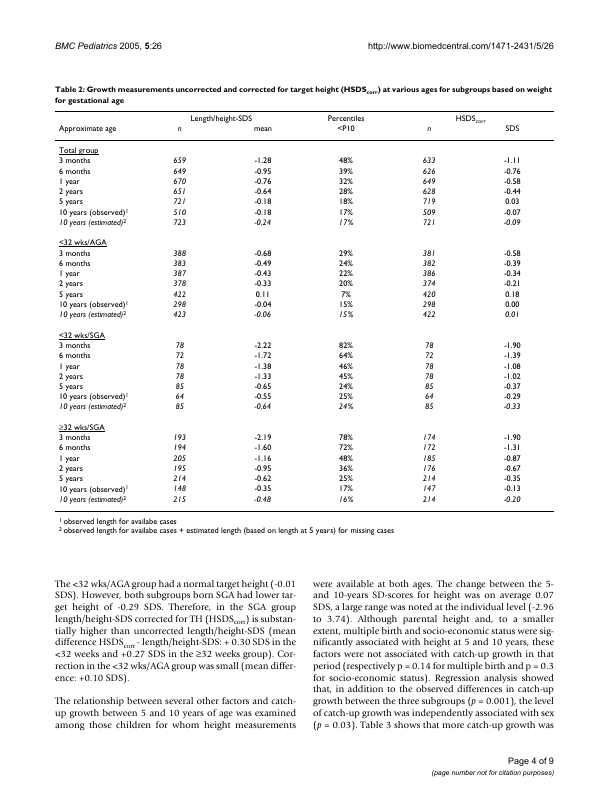 BMC Pediatrics 2005, 5:26 http://www.biomedcentral.com/1471-2431/5/26
Table 2: Growth measurements uncorrected and corrected for target height (HSDScorr) at various ages for subgroups based on weight
for gestational age
Length/height-SDS Percentiles HSDScorr
Approximate age n mean <P10 n SDS
Total group
3 months 659 -1.28 48% 633 -1.11
6 months 649 -0.95 39% 626 -0.76
1 year 670 -0.76 32% 649 -0.58
2 years 651 -0.64 28% 628 -0.44
5 years 721 -0.18 18% 719 0.03
10 years (observed)1 510 -0.18 17% 509 -0.07
10 years (estimated)2 723 -0.24 17% 721 -0.09
<32 wks/AGA
3 months 388 -0.68 29% 381 -0.58
6 months 383 -0.49 24% 382 -0.39
1 year 387 -0.43 22% 386 -0.34
2 years 378 -0.33 20% 374 -0.21
5 years 422 0.11 7% 420 0.18
10 years (observed)1 298 -0.04 15% 298 0.00
10 years (estimated)2 423 -0.06 15% 422 0.01
<32 wks/SGA
3 months 78 -2.22 82% 78 -1.90
6 months 72 -1.72 64% 72 -1.39
1 year 78 -1.38 46% 78 -1.08
2 years 78 -1.33 45% 78 -1.02
5 years 85 -0.65 24% 85 -0.37
10 years (observed)1 64 -0.55 25% 64 -0.29
10 years (estimated)2 85 -0.64 24% 85 -0.33
≥32 wks/SGA
3 months 193 -2.19 78% 174 -1.90
6 months 194 -1.60 72% 172 -1.31
1 year 205 -1.16 48% 185 -0.87
2 years 195 -0.95 36% 176 -0.67
5 years 214 -0.62 25% 214 -0.35
10 years (observed)1 148 -0.35 17% 147 -0.13
10 years (estimated)2 215 -0.48 16% 214 -0.20
1 observed length for availabe cases
2 observed length for availabe cases + estimated length (based on length at 5 years) for missing cases
The <32 wks/AGA group had a normal target height (-0.01
SDS). However, both subgroups born SGA had lower tar-
get height of -0.29 SDS. Therefore, in the SGA group
length/height-SDS corrected for TH (HSDScorr) is substan-
tially higher than uncorrected length/height-SDS (mean
difference HSDScorr - length/height-SDS: + 0.30 SDS in the
<32 weeks and +0.27 SDS in the ≥32 weeks group). Cor-
rection in the <32 wks/AGA group was small (mean differ-
ence: +0.10 SDS).
The relationship between several other factors and catch-
up growth between 5 and 10 years of age was examined
among those children for whom height measurements
were available at both ages. The change between the 5-
and 10-years SD-scores for height was on average 0.07
SDS, a large range was noted at the individual level (-2.96
to 3.74). Although parental height and, to a smaller
extent, multiple birth and socio-economic status were sig-
nificantly associated with height at 5 and 10 years, these
factors were not associated with catch-up growth in that
period (respectively p = 0.14 for multiple birth and p = 0.3
for socio-economic status). Regression analysis showed
that, in addition to the observed differences in catch-up
growth between the three subgroups (p = 0.001), the level
of catch-up growth was independently associated with sex
(p = 0.03). Table 3 shows that more catch-up growth was
Page 4 of 9
(page number not for citation purposes)